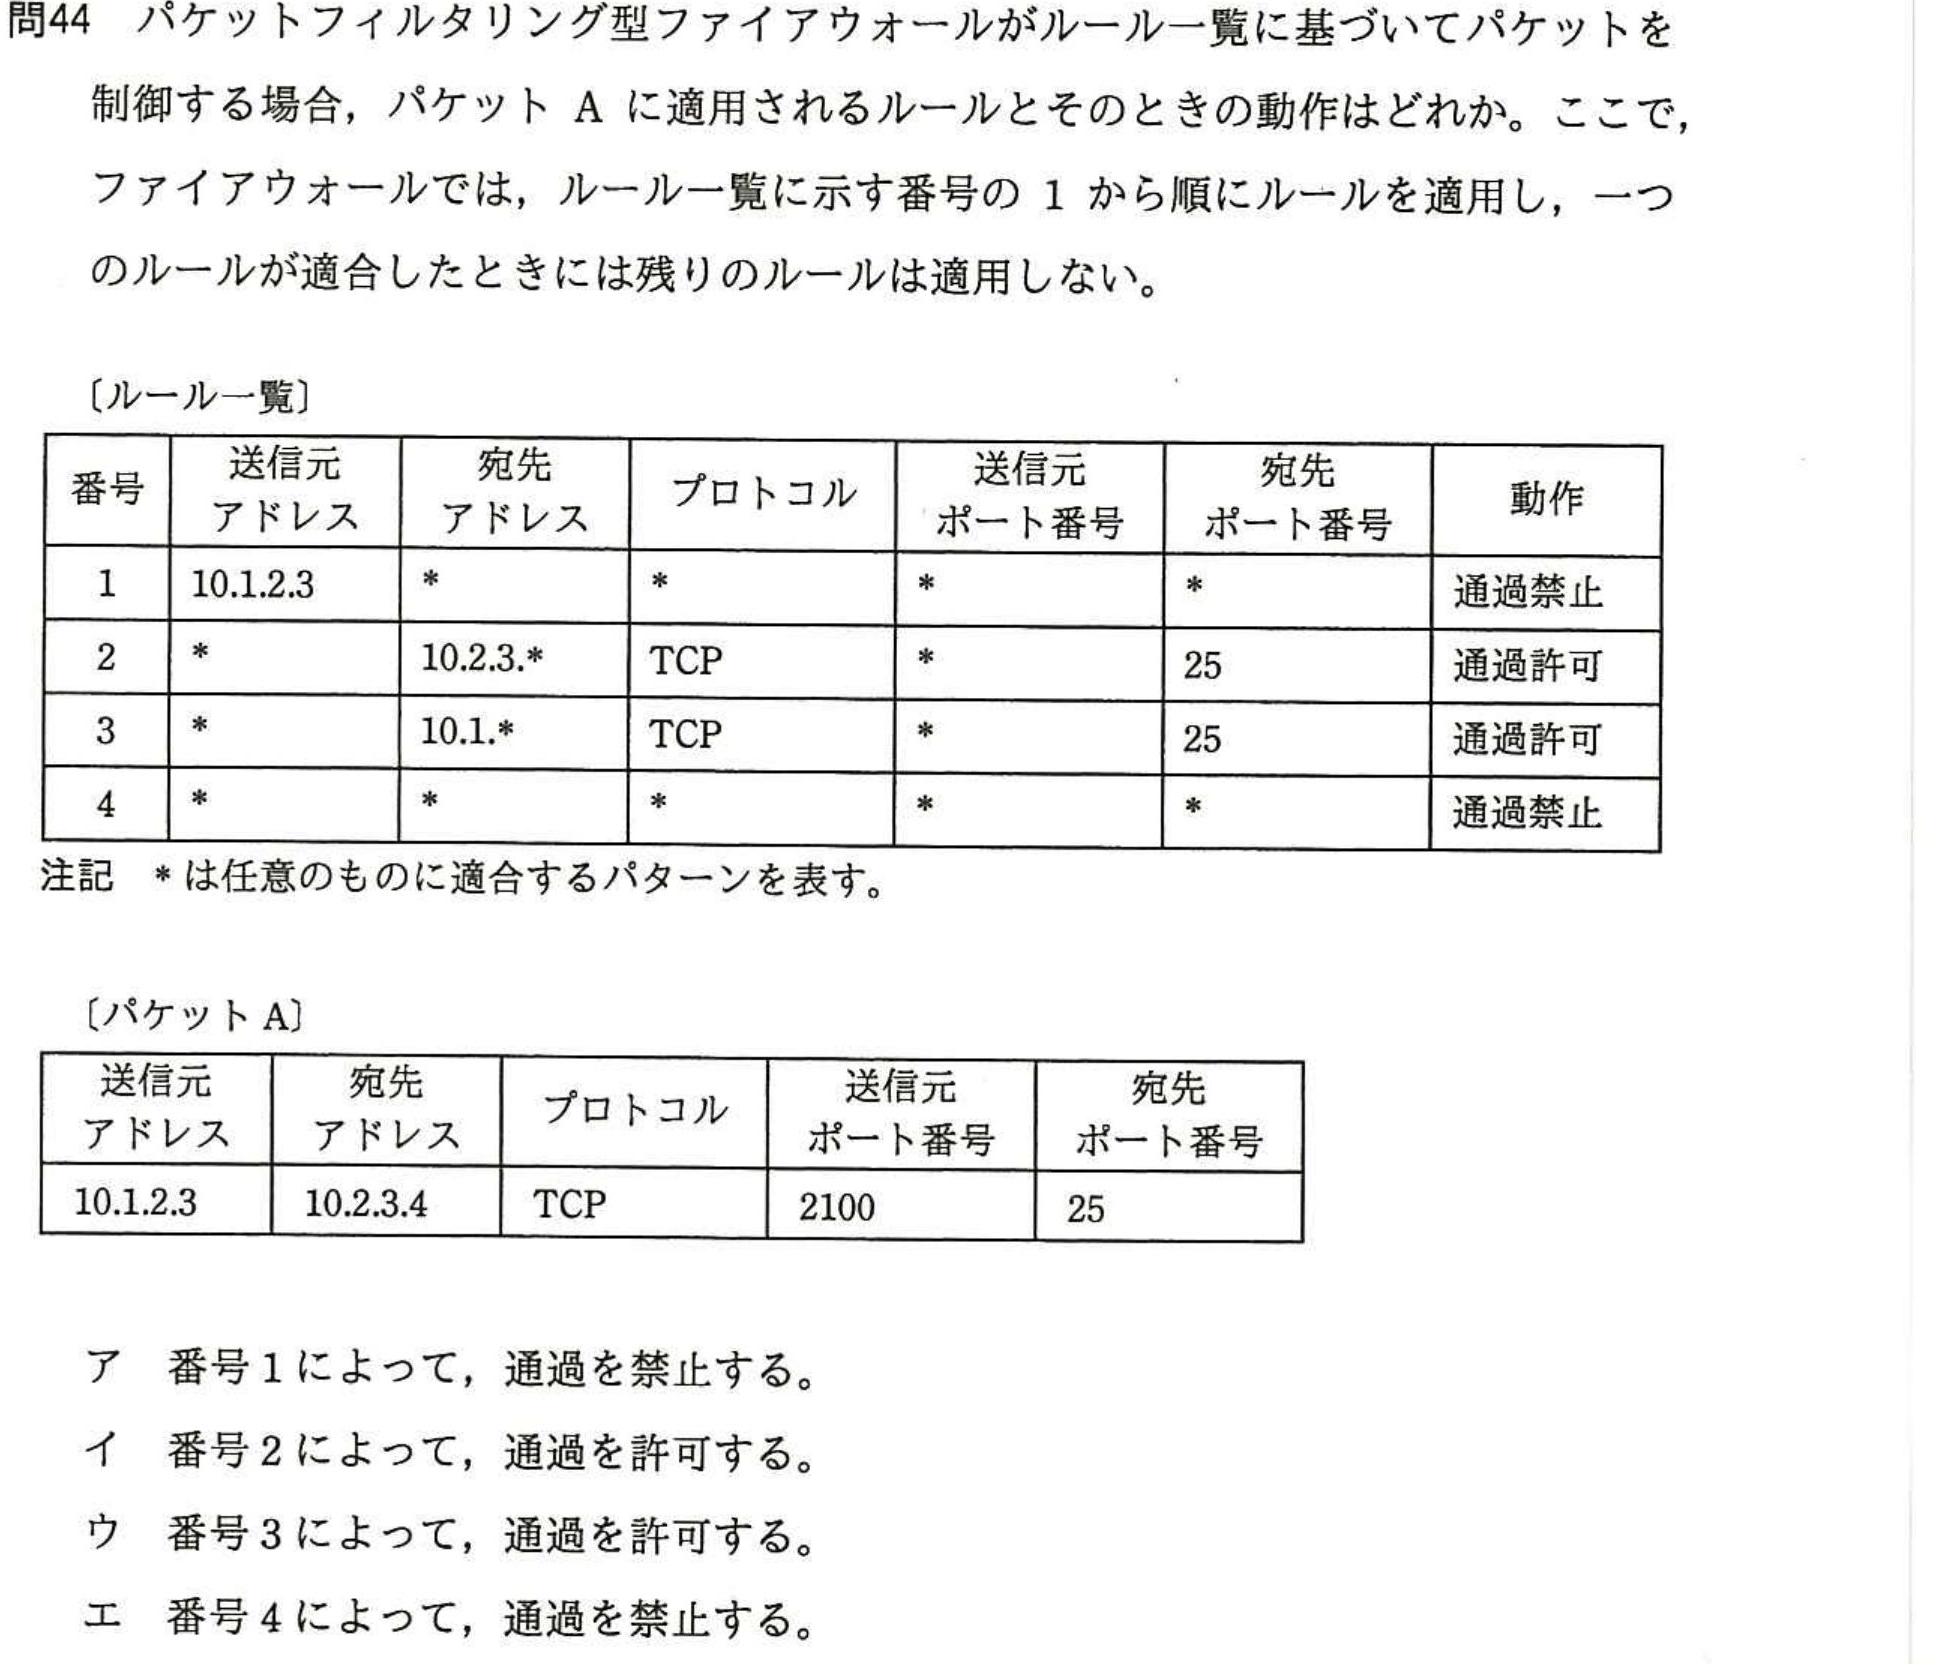 問44 パケットフィルタリング型ファイアウォールがルール一覧に基づいてパケットを
制御する場合，パケット A に適用されるルールとそのときの動作はどれか。ここで，
ファイアウォールでは，ルール一覧に示す番号の 1 から順にルールを適用し，一つ
のルールが適合したときには残りのルールは適用しない。
〔ルール一覧〕
番号 送信元アドレス 宛先アドレス プロトコル 送信元ポート番号 宛先ポート番号 動作
1 10.1.2.3 * * * * 通過禁止
2 * 10.2.3.* TCP * 25 通過許可
3 * 10.1.* TCP * 25 通過許可
4 * * * * * 通過禁止
注記 * は任意のものに適合するパターンを表す。
〔パケット A〕
送信元アドレス 宛先アドレス プロトコル 送信元ポート番号 宛先ポート番号
10.1.2.3 10.2.3.4 TCP 2100 25
ア 番号1によって，通過を禁止する。
イ 番号2によって，通過を許可する。
ウ 番号3によって，通過を許可する。
エ 番号4によって，通過を禁止する。